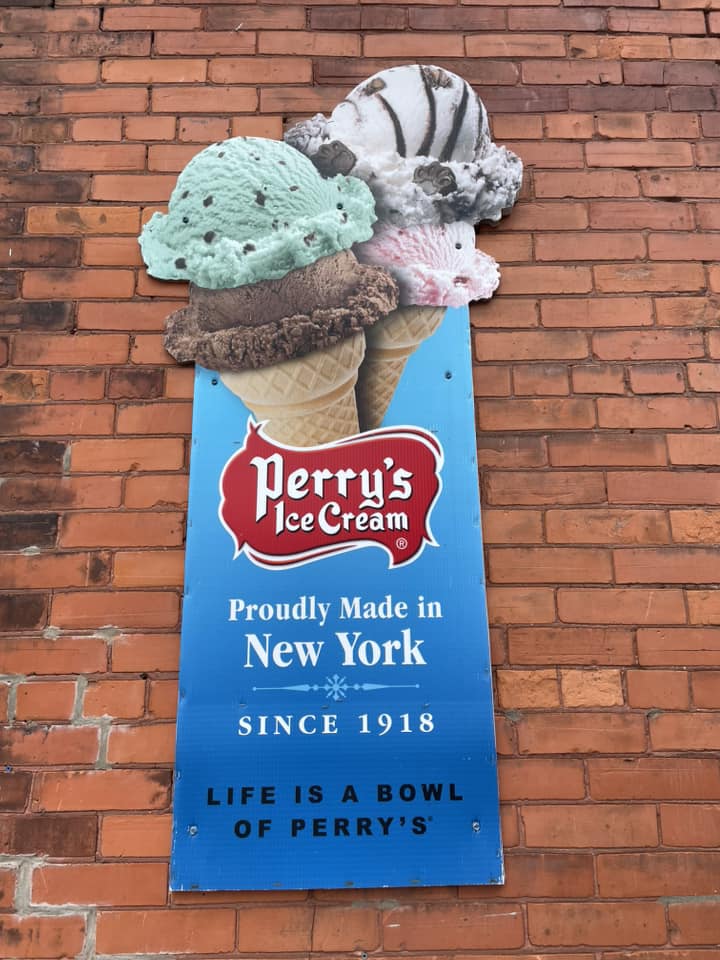 Perry's
Ice Cream
®
Proudly Made in
New York
SINCE 1918
LIFE IS A BOWL
OF PERRY'S®